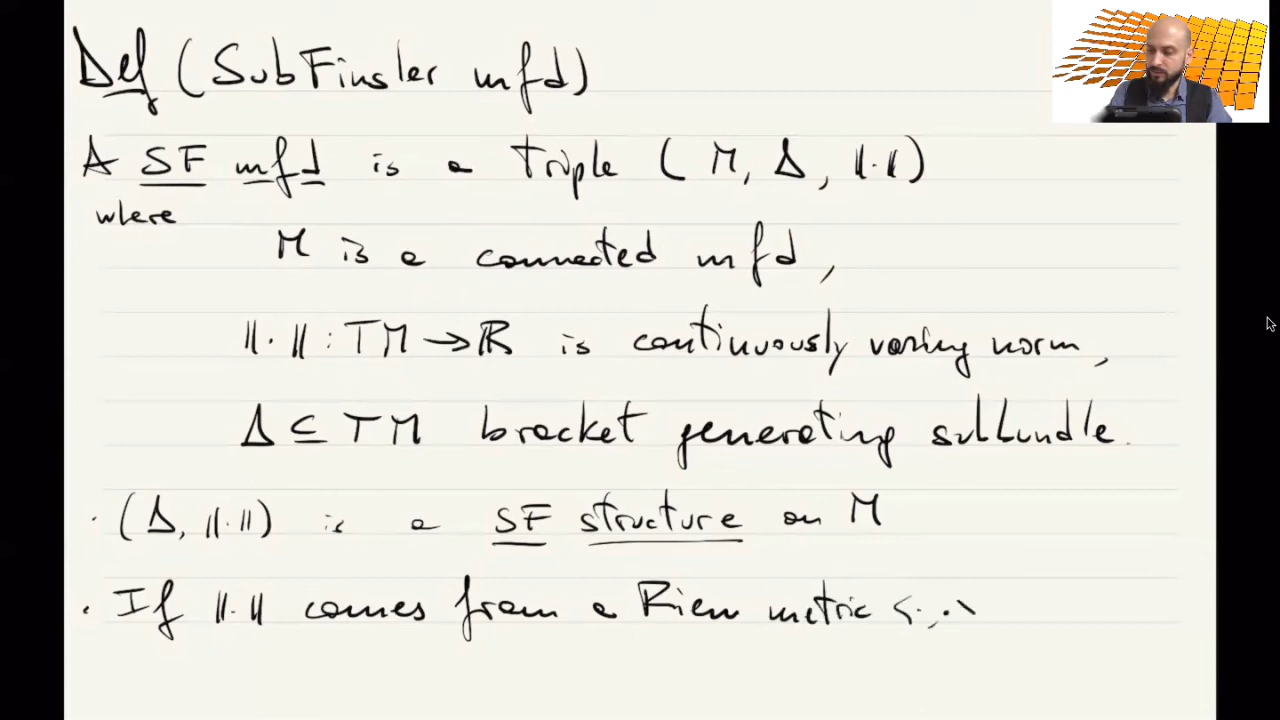 Def (SubFinsler mfd)
A SF mfd is a triple (M, Δ, ‖·‖)
where
M is a connected mfd,
‖·‖ : TM → ℝ is continuously varying norm,
Δ ⊆ TM bracket generating subbundle.
· (Δ, ‖·‖) is a SF structure on M
· If ‖·‖ comes from a Riem metric <·,·>